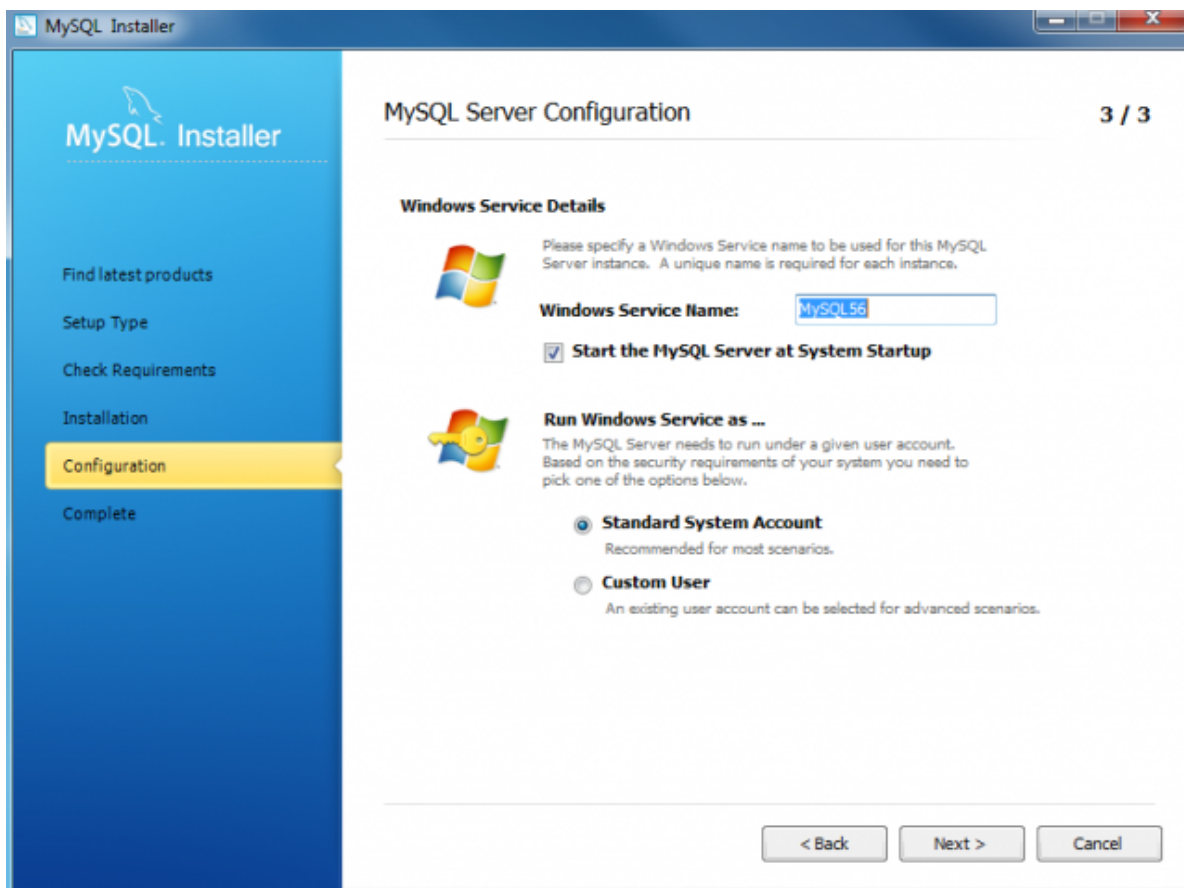 MySQL Installer
MySQL. Installer
Find latest products
Setup Type
Check Requirements
Installation
Configuration
Complete
MySQL Server Configuration
3 / 3
Windows Service Details
Please specify a Windows Service name to be used for this MySQL
Server instance. A unique name is required for each instance.
Windows Service Name: MySQL56
Start the MySQL Server at System Startup
Run Windows Service as ...
The MySQL Server needs to run under a given user account.
Based on the security requirements of your system you need to
pick one of the options below.
Standard System Account
Recommended for most scenarios.
Custom User
An existing user account can be selected for advanced scenarios.
< Back
Next >
Cancel